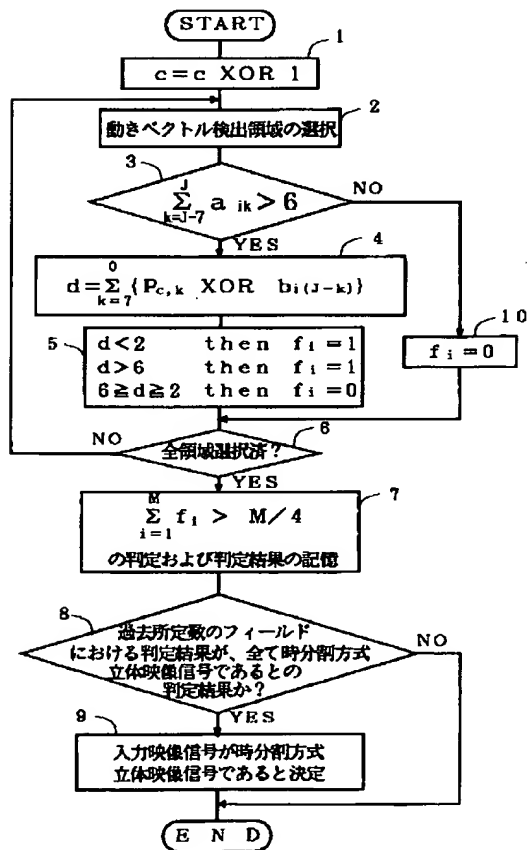 START
1
c=c XOR 1
2
動きベクトル検出領域の選択
3
J
Σ a ik > 6
k=J-7
NO
YES
4
0
d=Σ{Pc,k XOR bi(J-k)}
k=7
5
d<2 then fi=1
d>6 then fi=1
6≧d≧2 then fi=0
10
fi=0
6
NO
全領域選択済?
YES
7
M
Σ fi > M/4
i=1
の判定および判定結果の記憶
8
過去所定数のフィールド
における判定結果が、全て時分割方式
立体映像信号であるとの
判定結果か?
NO
YES
9
入力映像信号が時分割方式
立体映像信号であると決定
END